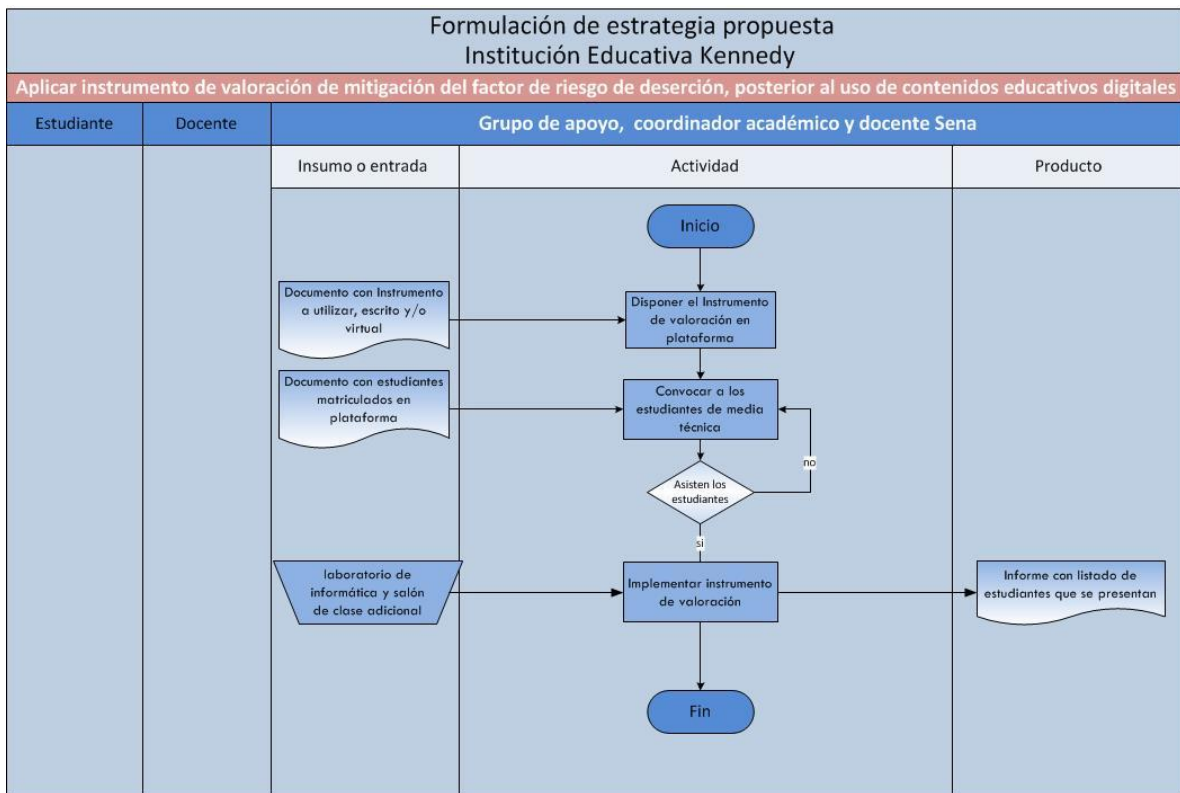 Formulación de estrategia propuesta
Institución Educativa Kennedy
Aplicar instrumento de valoración de mitigación del factor de riesgo de deserción, posterior al uso de contenidos educativos digitales
Estudiante
Docente
Grupo de apoyo, coordinador académico y docente Sena
Insumo o entrada
Actividad
Producto
Inicio
Documento con Instrumento
a utilizar, escrito y/o
virtual
Disponer el Instrumento
de valoración en
plataforma
Documento con estudiantes
matriculados en
plataforma
Convocar a los
estudiantes de media
técnica
no
Asisten los
estudiantes
si
laboratorio de
informática y salón
de clase adicional
Implementar instrumento
de valoración
Informe con listado de
estudiantes que se presentan
Fin